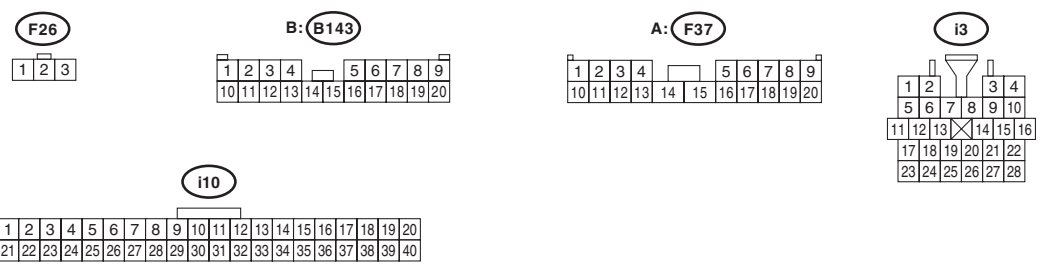 F26
1 2 3
B: B143
1 2 3 4 5 6 7 8 9
10 11 12 13 14 15 16 17 18 19 20
A: F37
1 2 3 4 5 6 7 8 9
10 11 12 13 14 15 16 17 18 19 20
i3
1 2 3 4
5 6 7 8 9 10
11 12 13 14 15 16
17 18 19 20 21 22
23 24 25 26 27 28
i10
1 2 3 4 5 6 7 8 9 10 11 12 13 14 15 16 17 18 19 20
21 22 23 24 25 26 27 28 29 30 31 32 33 34 35 36 37 38 39 40